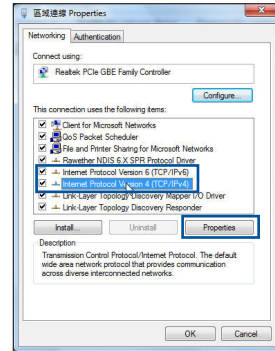 區域連線 Properties
Networking Authentication
Connect using:
Realtek PCIe GBE Family Controller
Configure...
This connection uses the following items:
Client for Microsoft Networks
QoS Packet Scheduler
File and Printer Sharing for Microsoft Networks
Rawether NDIS 6.X SPR Protocol Driver
Internet Protocol Version 6 (TCP/IPv6)
Internet Protocol Version 4 (TCP/IPv4)
Link-Layer Topology Discovery Mapper I/O Driver
Link-Layer Topology Discovery Responder
Install... Uninstall Properties
Description
Transmission Control Protocol/Internet Protocol. The default
wide area network protocol that provides communication
across diverse interconnected networks.
OK Cancel